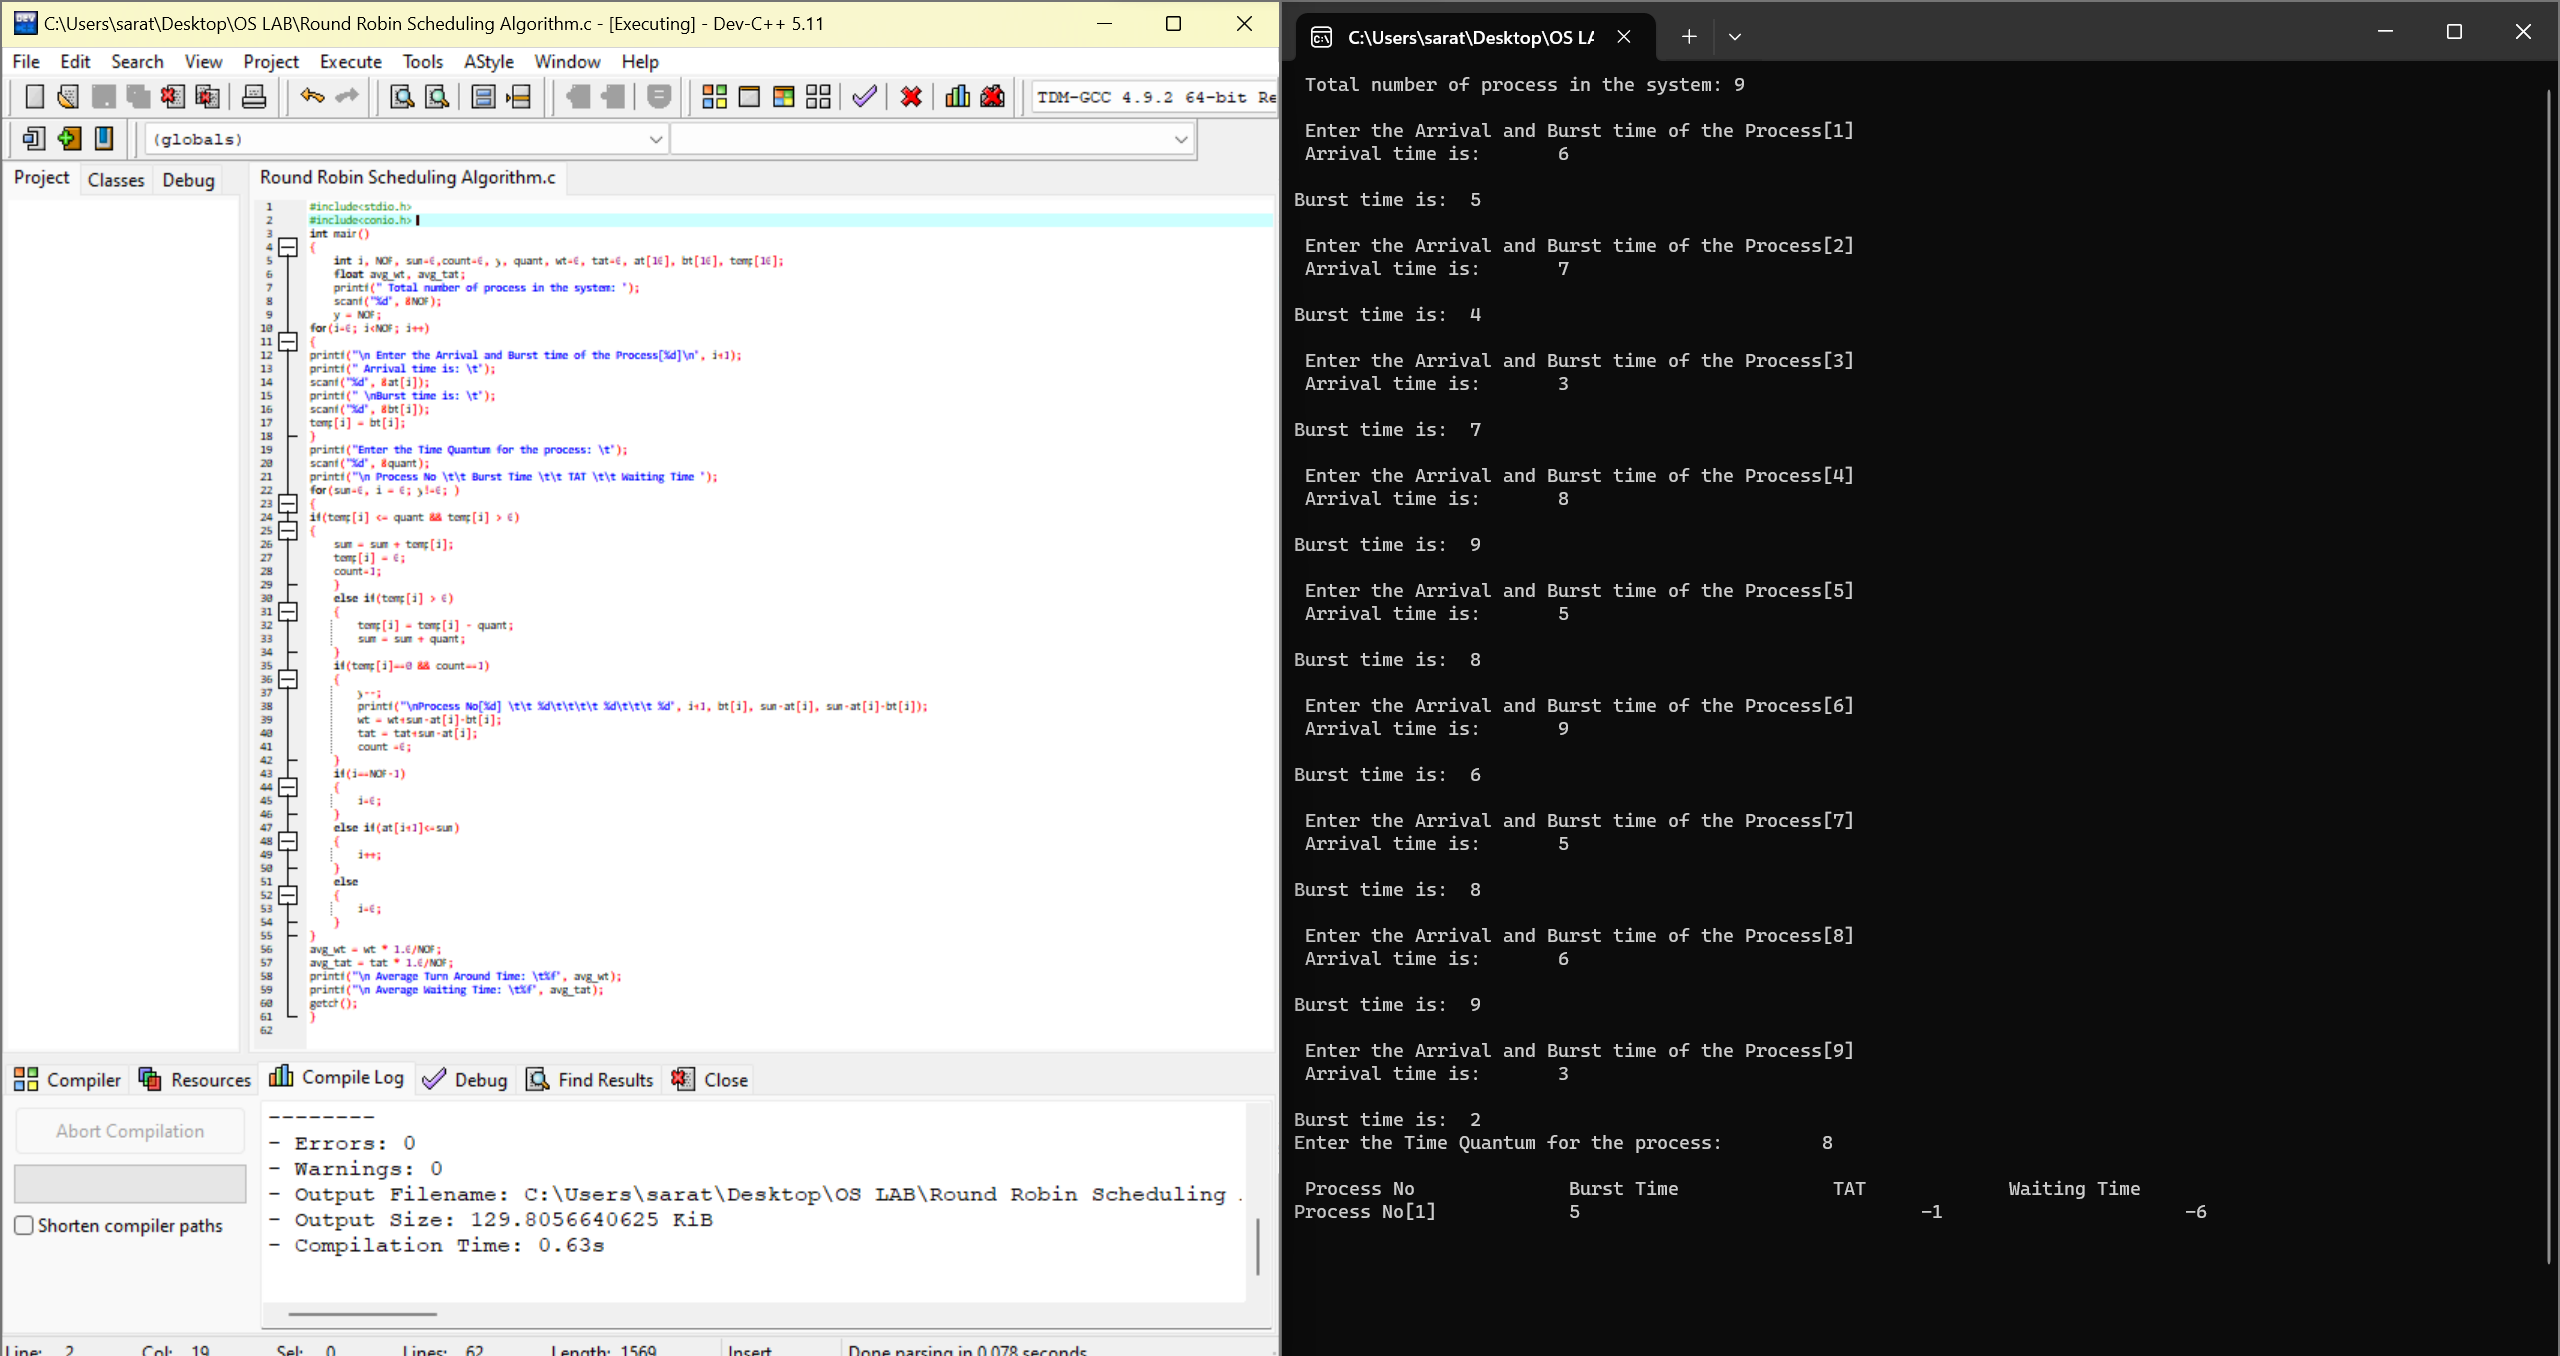 C:\Users\sarat\Desktop\OS LAB\Round Robin Scheduling Algorithm.c - [Executing] - Dev-C++ 5.11
File Edit Search View Project Execute Tools AStyle Window Help
TDM-GCC 4.9.2 64-bit Re
(globals)
Project Classes Debug
Round Robin Scheduling Algorithm.c
1 #include<stdio.h>
2 #include<conio.h>
3 int main()
4 {
5 int i, NOP, sum=0,count=0, y, quant, wt=0, tat=0, at[10], bt[10], temp[10];
6 float avg_wt, avg_tat;
7 printf(" Total number of process in the system: ");
8 scanf("%d", &NOP);
9 y = NOP;
10 for(i=0; i<NOP; i++)
11 {
12 printf("\n Enter the Arrival and Burst time of the Process[%d]\n", i+1);
13 printf(" Arrival time is: \t");
14 scanf("%d", &at[i]);
15 printf(" \nBurst time is: \t");
16 scanf("%d", &bt[i]);
17 temp[i] = bt[i];
18 }
19 printf("Enter the Time Quantum for the process: \t");
20 scanf("%d", &quant);
21 printf("\n Process No \t\t Burst Time \t\t TAT \t\t Waiting Time ");
22 for(sum=0, i = 0; y!=0; )
23 {
24 if(temp[i] <= quant && temp[i] > 0)
25 {
26 sum = sum + temp[i];
27 temp[i] = 0;
28 count=1;
29 }
30 else if(temp[i] > 0)
31 {
32 temp[i] = temp[i] - quant;
33 sum = sum + quant;
34 }
35 if(temp[i]==0 && count==1)
36 {
37 y--;
38 printf("\nProcess No[%d] \t\t %d\t\t\t\t %d\t\t\t %d", i+1, bt[i], sum-at[i], sum-at[i]-bt[i]);
39 wt = wt+sum-at[i]-bt[i];
40 tat = tat+sum-at[i];
41 count =0;
42 }
43 if(i==NOP-1)
44 {
45 i=0;
46 }
47 else if(at[i+1]<=sum)
48 {
49 i++;
50 }
51 else
52 {
53 i=0;
54 }
55 }
56 avg_wt = wt * 1.0/NOP;
57 avg_tat = tat * 1.0/NOP;
58 printf("\n Average Turn Around Time: \t%f", avg_wt);
59 printf("\n Average Waiting Time: \t%f", avg_tat);
60 getch();
61 }
62
Compiler Resources Compile Log Debug Find Results Close
Abort Compilation
Shorten compiler paths
--------
- Errors: 0
- Warnings: 0
- Output Filename: C:\Users\sarat\Desktop\OS LAB\Round Robin Scheduling
- Output Size: 129.8056640625 KiB
- Compilation Time: 0.63s
Line: 2 Col: 19 Sel: 0 Lines: 62 Length: 1569 Insert Done parsing in 0.078 seconds
C:\Users\sarat\Desktop\OS LA
Total number of process in the system: 9
Enter the Arrival and Burst time of the Process[1]
Arrival time is: 6
Burst time is: 5
Enter the Arrival and Burst time of the Process[2]
Arrival time is: 7
Burst time is: 4
Enter the Arrival and Burst time of the Process[3]
Arrival time is: 3
Burst time is: 7
Enter the Arrival and Burst time of the Process[4]
Arrival time is: 8
Burst time is: 9
Enter the Arrival and Burst time of the Process[5]
Arrival time is: 5
Burst time is: 8
Enter the Arrival and Burst time of the Process[6]
Arrival time is: 9
Burst time is: 6
Enter the Arrival and Burst time of the Process[7]
Arrival time is: 5
Burst time is: 8
Enter the Arrival and Burst time of the Process[8]
Arrival time is: 6
Burst time is: 9
Enter the Arrival and Burst time of the Process[9]
Arrival time is: 3
Burst time is: 2
Enter the Time Quantum for the process: 8
Process No Burst Time TAT Waiting Time
Process No[1] 5 -1 -6